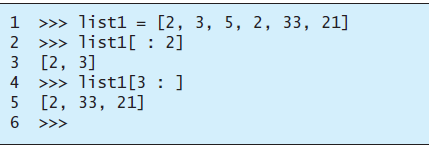 1 >>> list1 = [2, 3, 5, 2, 33, 21]
2 >>> list1[ : 2]
3 [2, 3]
4 >>> list1[3 : ]
5 [2, 33, 21]
6 >>>